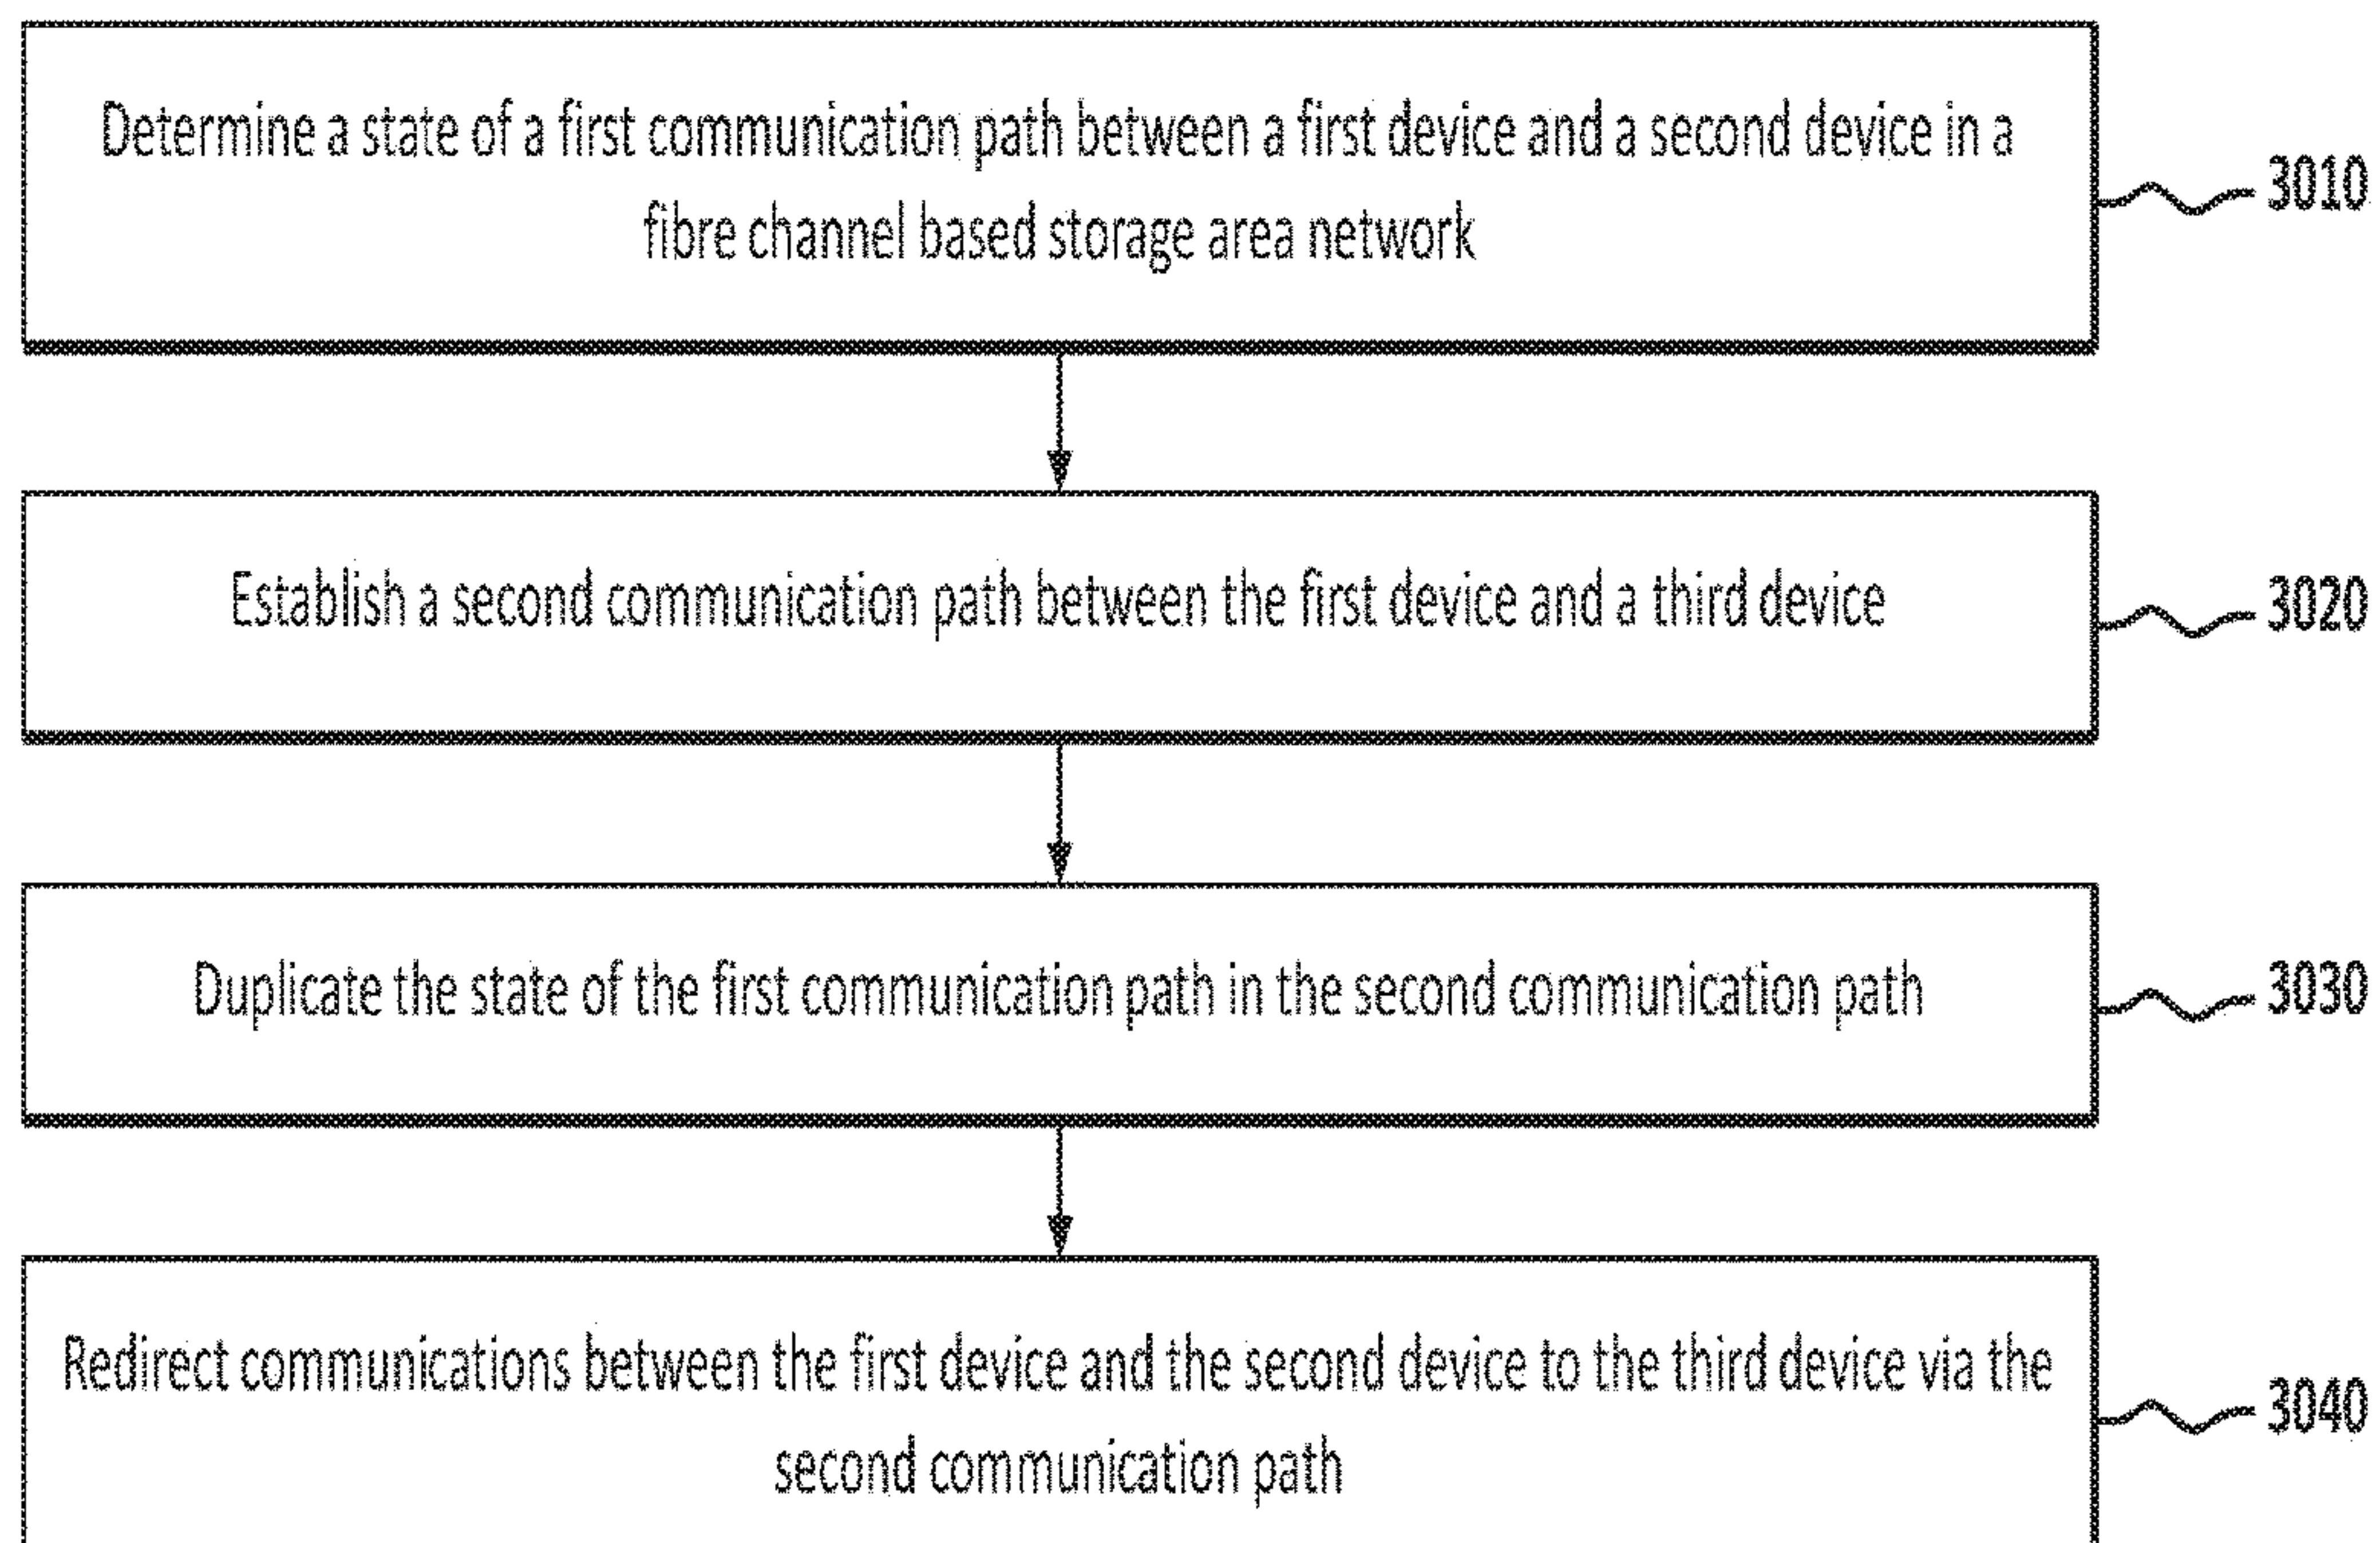 Determine a state of a first communication path between a first device and a second device in a
fibre channel based storage area network
3010
Establish a second communication path between the first device and a third device
3020
Duplicate the state of the first communication path in the second communication path
3030
Redirect communications between the first device and the second device to the third device via the
second communication path
3040